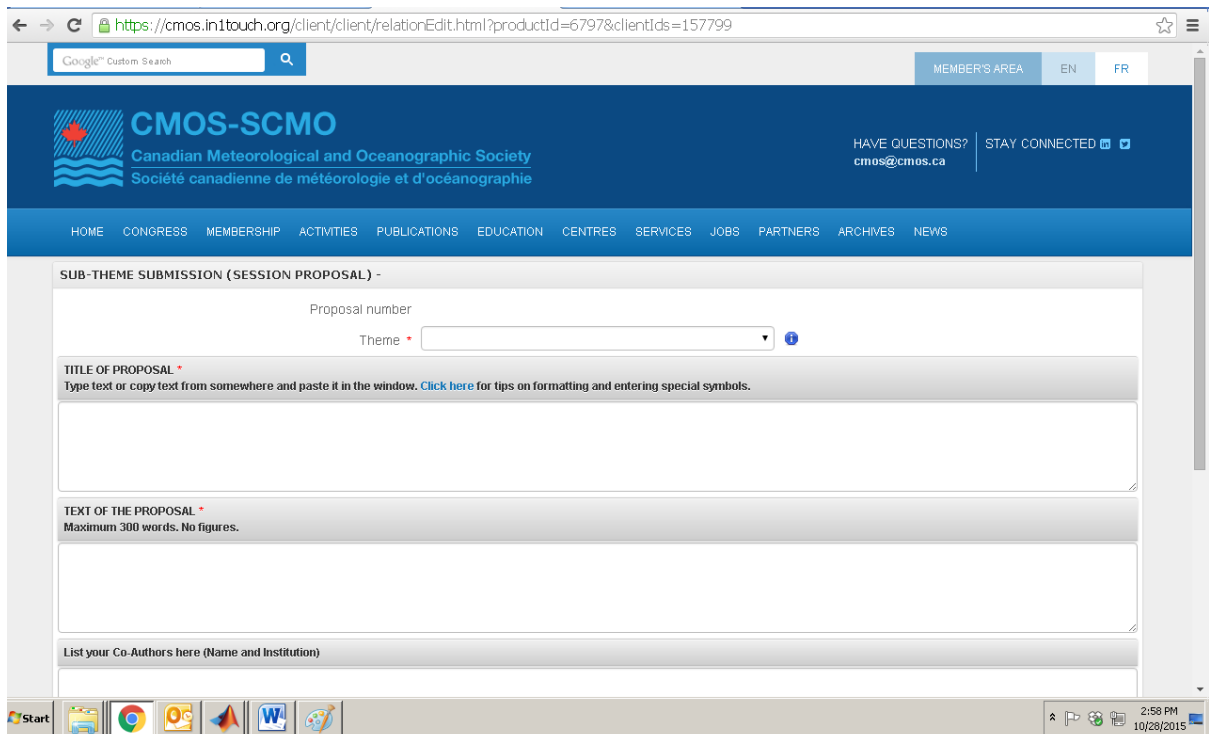 https://cmos.in1touch.org/client/client/relationEdit.html?productId=6797&clientIds=157799
Google™ Custom Search
MEMBER'S AREA EN FR
CMOS-SCMO
Canadian Meteorological and Oceanographic Society
Société canadienne de météorologie et d'océanographie
HAVE QUESTIONS? STAY CONNECTED in
cmos@cmos.ca
HOME CONGRESS MEMBERSHIP ACTIVITIES PUBLICATIONS EDUCATION CENTRES SERVICES JOBS PARTNERS ARCHIVES NEWS
SUB-THEME SUBMISSION (SESSION PROPOSAL) -
Proposal number
Theme * i
TITLE OF PROPOSAL *
Type text or copy text from somewhere and paste it in the window. Click here for tips on formatting and entering special symbols.
TEXT OF THE PROPOSAL *
Maximum 300 words. No figures.
List your Co-Authors here (Name and Institution)
Start W 2:58 PM
10/28/2015